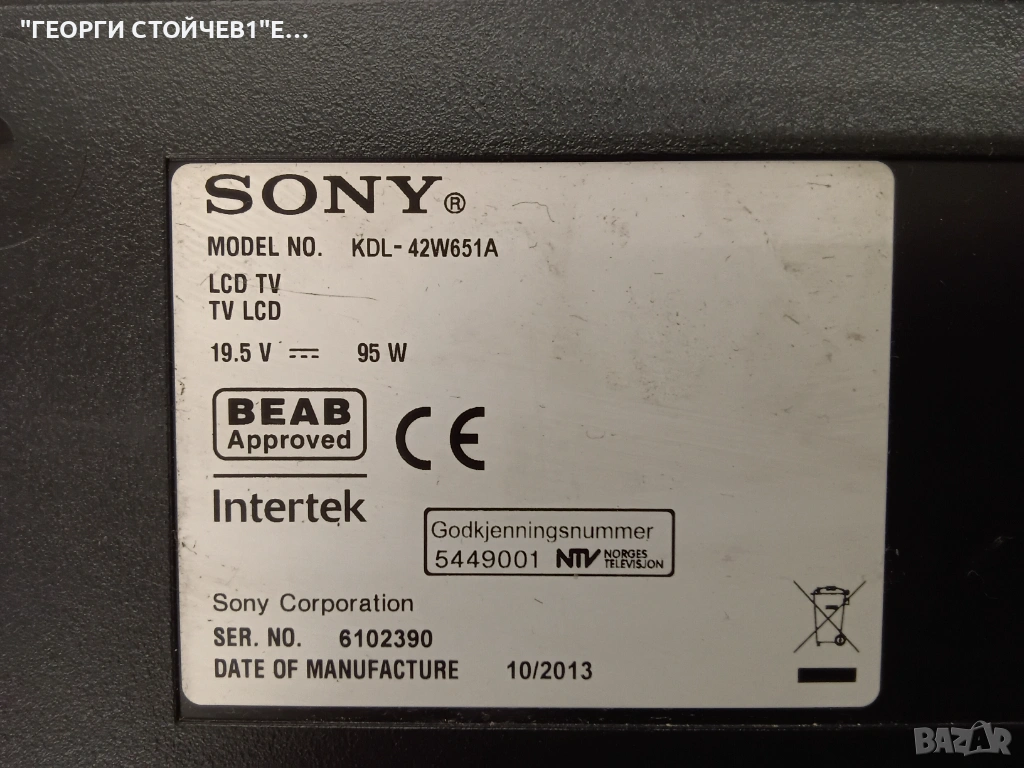 "ГЕОРГИ СТОЙЧЕВ1"Е...
SONY®
MODEL NO. KDL-42W651A
LCD TV
TV LCD
19.5 V ⎓ 95 W
BEAB
Approved
CE
Intertek
Godkjenningsnummer
5449001 NTV NORGES TELEVISJON
Sony Corporation
SER. NO. 6102390
DATE OF MANUFACTURE 10/2013
BAZAR